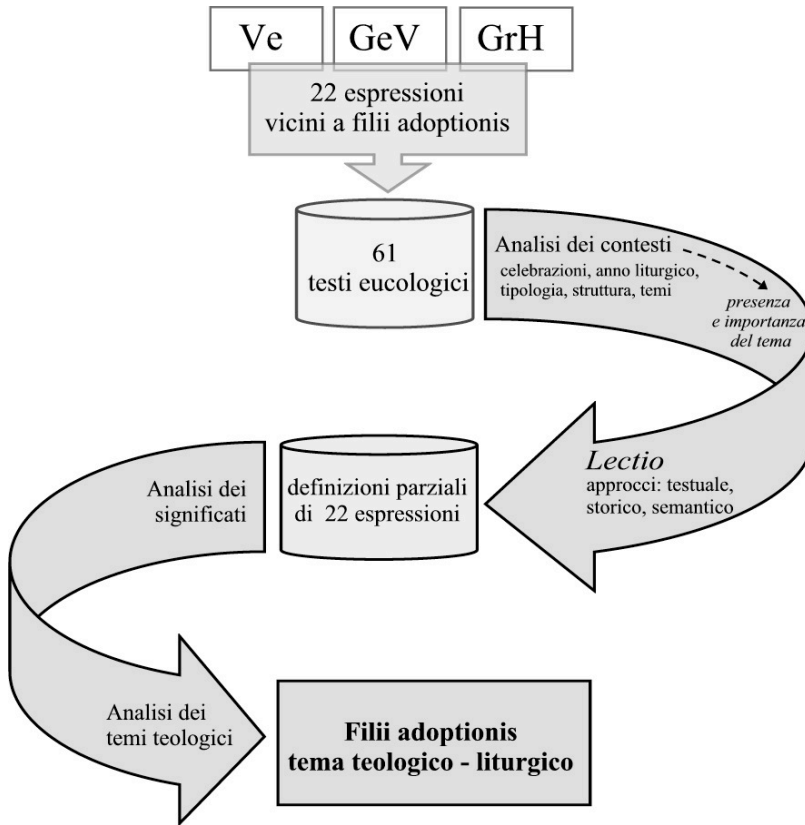 Ve
GeV
GrH
22 espressioni
vicini a filii adoptionis
61
testi eucologici
Analisi dei contesti
celebrazioni, anno liturgico,
tipologia, struttura, temi
presenza
e importanza
del tema
Lectio
approcci: testuale,
storico, semantico
definizioni parziali
di 22 espressioni
Analisi dei
significati
Analisi dei
temi teologici
Filii adoptionis
tema teologico - liturgico